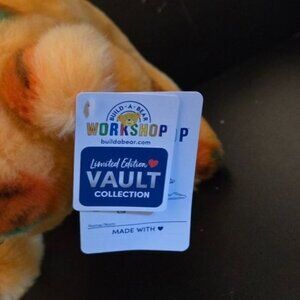 BUILD-A-BEAR
WORKSHOP
buildabear.com
Limited Edition
VAULT
COLLECTION
P
MADE WITH